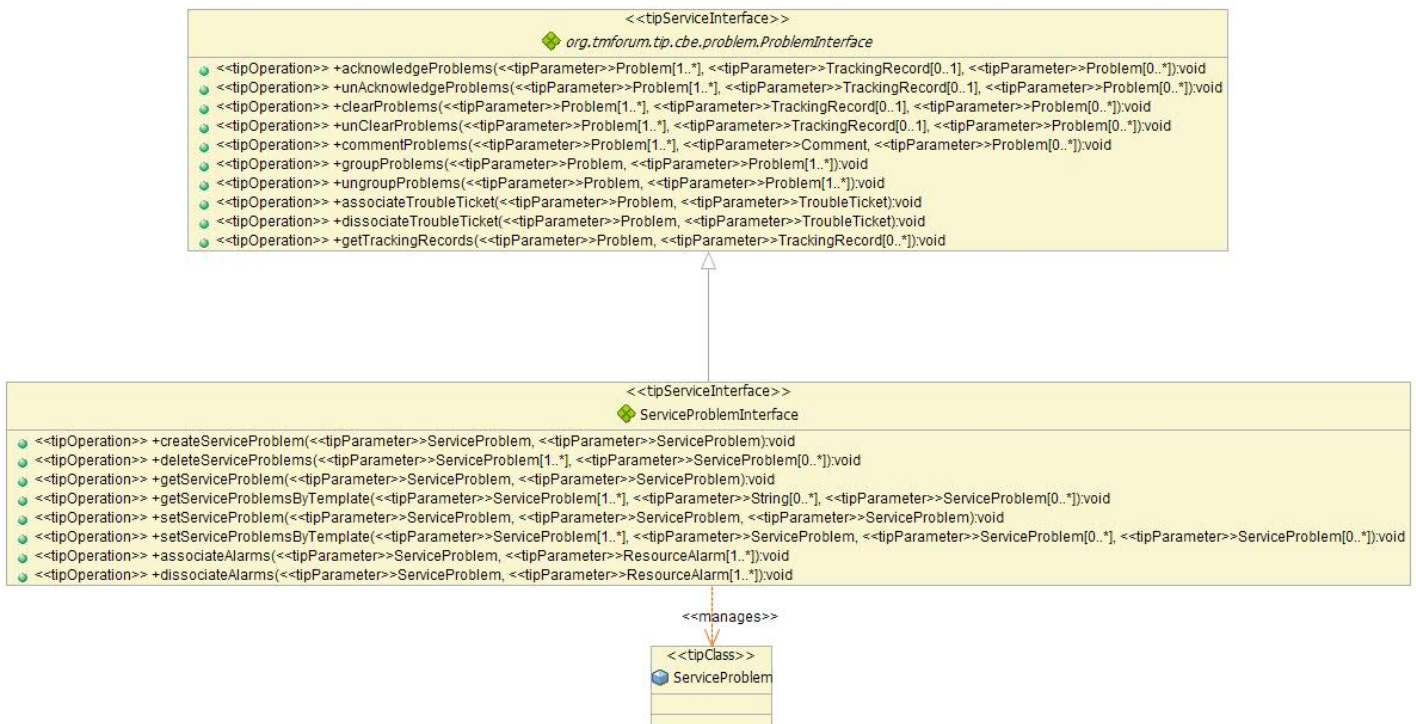 <<tipServiceInterface>>
org.tmforum.tip.cbe.problem.ProblemInterface
<<tipOperation>> +acknowledgeProblems(<<tipParameter>>Problem[1..*], <<tipParameter>>TrackingRecord[0..1], <<tipParameter>>Problem[0..*]):void
<<tipOperation>> +unAcknowledgeProblems(<<tipParameter>>Problem[1..*], <<tipParameter>>TrackingRecord[0..1], <<tipParameter>>Problem[0..*]):void
<<tipOperation>> +clearProblems(<<tipParameter>>Problem[1..*], <<tipParameter>>TrackingRecord[0..1], <<tipParameter>>Problem[0..*]):void
<<tipOperation>> +unClearProblems(<<tipParameter>>Problem[1..*], <<tipParameter>>TrackingRecord[0..1], <<tipParameter>>Problem[0..*]):void
<<tipOperation>> +commentProblems(<<tipParameter>>Problem[1..*], <<tipParameter>>Comment, <<tipParameter>>Problem[0..*]):void
<<tipOperation>> +groupProblems(<<tipParameter>>Problem, <<tipParameter>>Problem[1..*]):void
<<tipOperation>> +ungroupProblems(<<tipParameter>>Problem, <<tipParameter>>Problem[1..*]):void
<<tipOperation>> +associateTroubleTicket(<<tipParameter>>Problem, <<tipParameter>>TroubleTicket):void
<<tipOperation>> +dissociateTroubleTicket(<<tipParameter>>Problem, <<tipParameter>>TroubleTicket):void
<<tipOperation>> +getTrackingRecords(<<tipParameter>>Problem, <<tipParameter>>TrackingRecord[0..*]):void
<<tipServiceInterface>>
ServiceProblemInterface
<<tipOperation>> +createServiceProblem(<<tipParameter>>ServiceProblem, <<tipParameter>>ServiceProblem):void
<<tipOperation>> +deleteServiceProblems(<<tipParameter>>ServiceProblem[1..*], <<tipParameter>>ServiceProblem[0..*]):void
<<tipOperation>> +getServiceProblem(<<tipParameter>>ServiceProblem, <<tipParameter>>ServiceProblem):void
<<tipOperation>> +getServiceProblemsByTemplate(<<tipParameter>>ServiceProblem[1..*], <<tipParameter>>String[0..*], <<tipParameter>>ServiceProblem[0..*]):void
<<tipOperation>> +setServiceProblem(<<tipParameter>>ServiceProblem, <<tipParameter>>ServiceProblem, <<tipParameter>>ServiceProblem):void
<<tipOperation>> +setServiceProblemsByTemplate(<<tipParameter>>ServiceProblem[1..*], <<tipParameter>>ServiceProblem, <<tipParameter>>ServiceProblem[0..*], <<tipParameter>>ServiceProblem[0..*]):void
<<tipOperation>> +associateAlarms(<<tipParameter>>ServiceProblem, <<tipParameter>>ResourceAlarm[1..*]):void
<<tipOperation>> +dissociateAlarms(<<tipParameter>>ServiceProblem, <<tipParameter>>ResourceAlarm[1..*]):void
<<manages>>
<<tipClass>>
ServiceProblem